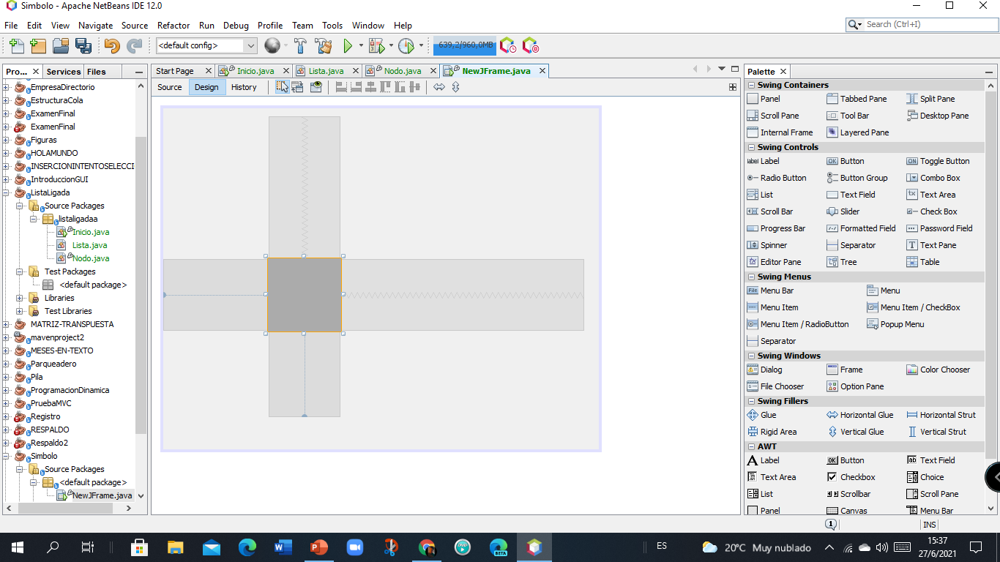 Simbolo - Apache NetBeans IDE 12.0
File Edit View Navigate Source Refactor Run Debug Profile Team Tools Window Help
Search (Ctrl+I)
<default config>
639,2/960,0MB
Pro... Services Files
Start Page Inicio.java Lista.java Nodo.java NewJFrame.java
Palette
Source Design History
EmpresaDirectorio
EstructuraCola
ExamenFinal
ExamenFinal
Figuras
HOLAMUNDO
INSERCIONINTENTOSELECCI
IntroduccionGUI
ListaLigada
Source Packages
listaligadaa
Inicio.java
Lista.java
Nodo.java
Test Packages
<default package>
Libraries
Test Libraries
MATRIZ-TRANSPUESTA
mavenproject2
MESES-EN-TEXTO
Parqueadero
Pila
ProgramacionDinamica
PruebaMVC
Registro
RESPALDO
Respaldo2
Simbolo
Source Packages
<default package>
NewJFrame.java
Swing Containers
Panel Tabbed Pane Split Pane
Scroll Pane Tool Bar Desktop Pane
Internal Frame Layered Pane
Swing Controls
label Label OK Button ON Toggle Button
Radio Button Button Group Combo Box
List Text Field Text Area
Scroll Bar Slider Check Box
Progress Bar Formatted Field Password Field
Spinner Separator T Text Pane
Editor Pane Tree Table
Swing Menus
File Menu Bar Menu
Menu Item Menu Item / CheckBox
Menu Item / RadioButton Popup Menu
Separator
Swing Windows
Dialog Frame Color Chooser
File Chooser Option Pane
Swing Fillers
Glue Horizontal Glue Horizontal Strut
Rigid Area Vertical Glue Vertical Strut
AWT
A Label OK Button ab Text Field
Text Area Checkbox Choice
List Scrollbar Scroll Pane
Panel Canvas Menu Bar
1 INS
ES
20°C Muy nublado
15:37
27/6/2021
BETA